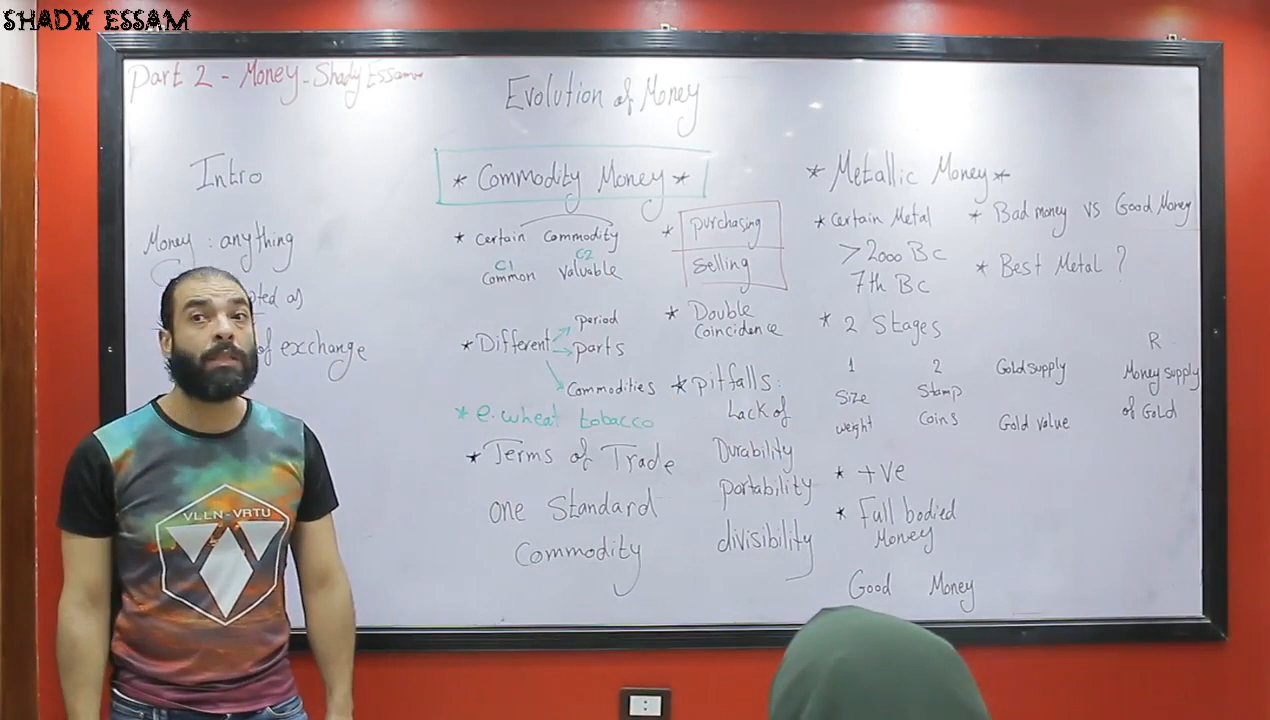 SHADY ESSAM
Part 2 - Money - Shady Essam
Evolution of Money
Intro
Money : anything
pted as
of exchange
* Commodity Money *
* Certain Commodity
C1 C2
Common Valuable
* Different
period
parts
Commodities
* e. wheat tobacco
* Terms of Trade
one Standard
Commodity
* purchasing
selling
* Double
Coincidence
* pitfalls:
Lack of
Durability
portability
divisibility
* Metallic Money *
* Certain Metal
> 2000 BC
7th BC
* 2 Stages
1 2
Size Stamp
weight Coins
* +ve
* Full bodied
Money
Good Money
* Bad money VS Good Money
* Best Metal ?
Gold supply
Gold Value
R
Money supply
of Gold
VLLN-VRTU